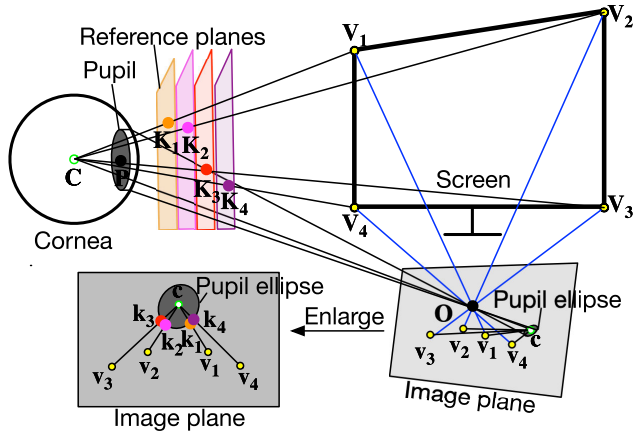 Reference planes
Pupil
K₁
K₂
K₃
K₄
C
P
Cornea
V₁
V₂
V₃
V₄
Screen
Pupil ellipse
O
c
v₃
v₂
v₁
v₄
Image plane
Enlarge
Pupil ellipse
c
k₃
k₄
k₂
k₁
v₃
v₂
v₁
v₄
Image plane